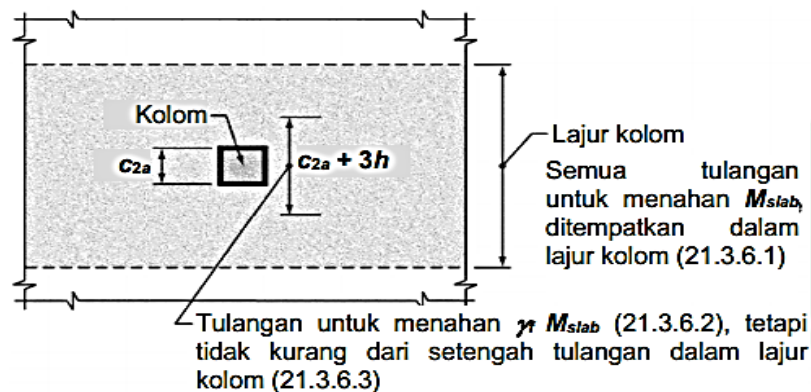 Kolom
c2a
c2a + 3h
Lajur kolom
Semua tulangan
untuk menahan Mslab,
ditempatkan dalam
lajur kolom (21.3.6.1)
Tulangan untuk menahan γf Mslab (21.3.6.2), tetapi
tidak kurang dari setengah tulangan dalam lajur
kolom (21.3.6.3)